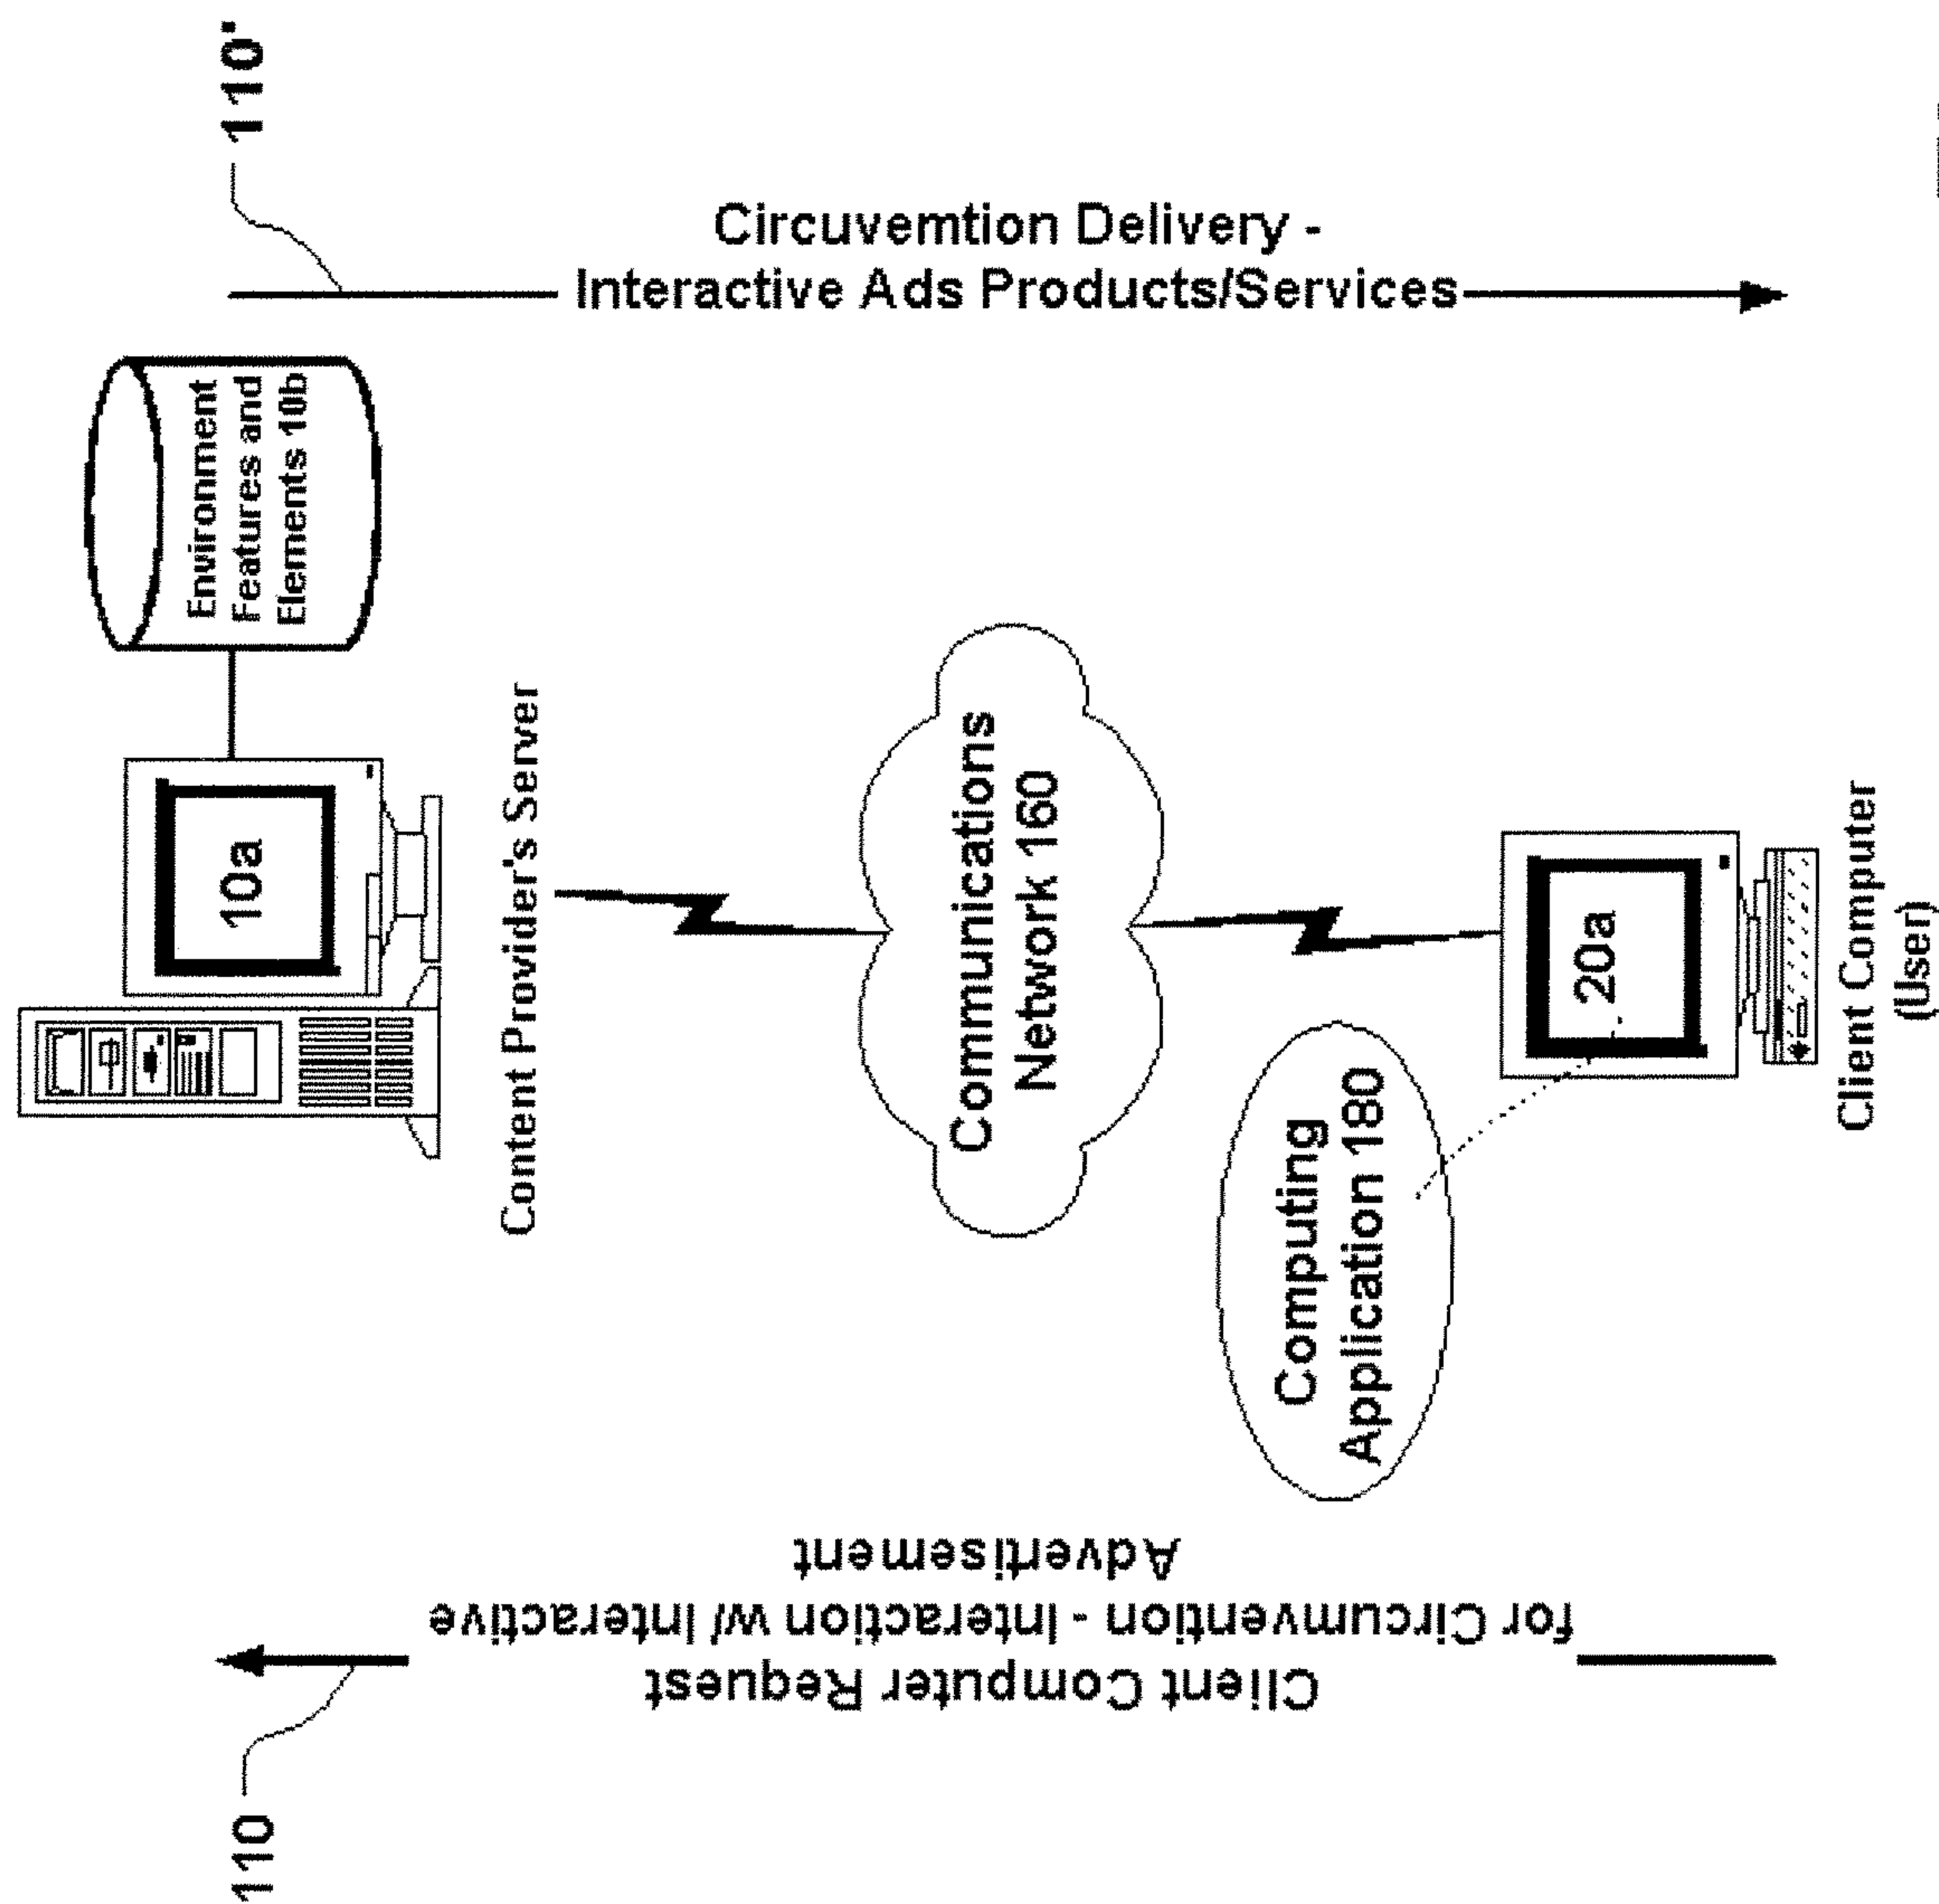 110
Client Computer Request
for Circumvention - Interaction w/ Interactive
Advertisement
10a
Content Provider's Server
Environment
Features and
Elements 10b
Communications
Network 160
Computing
Application 180
20a
Client Computer
(User)
Circuvemtion Delivery -
Interactive Ads Products/Services
110'